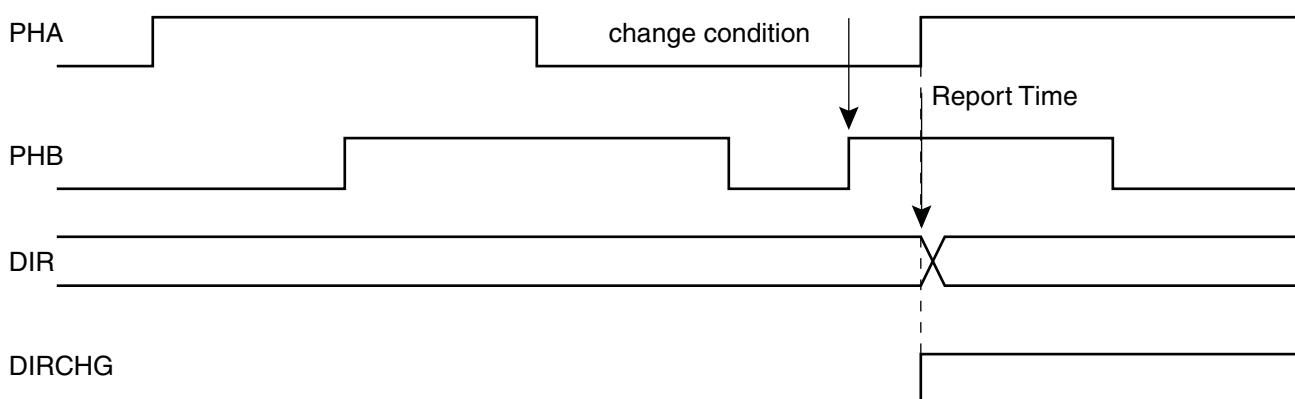 PHA
change condition
Report Time
PHB
DIR
DIRCHG